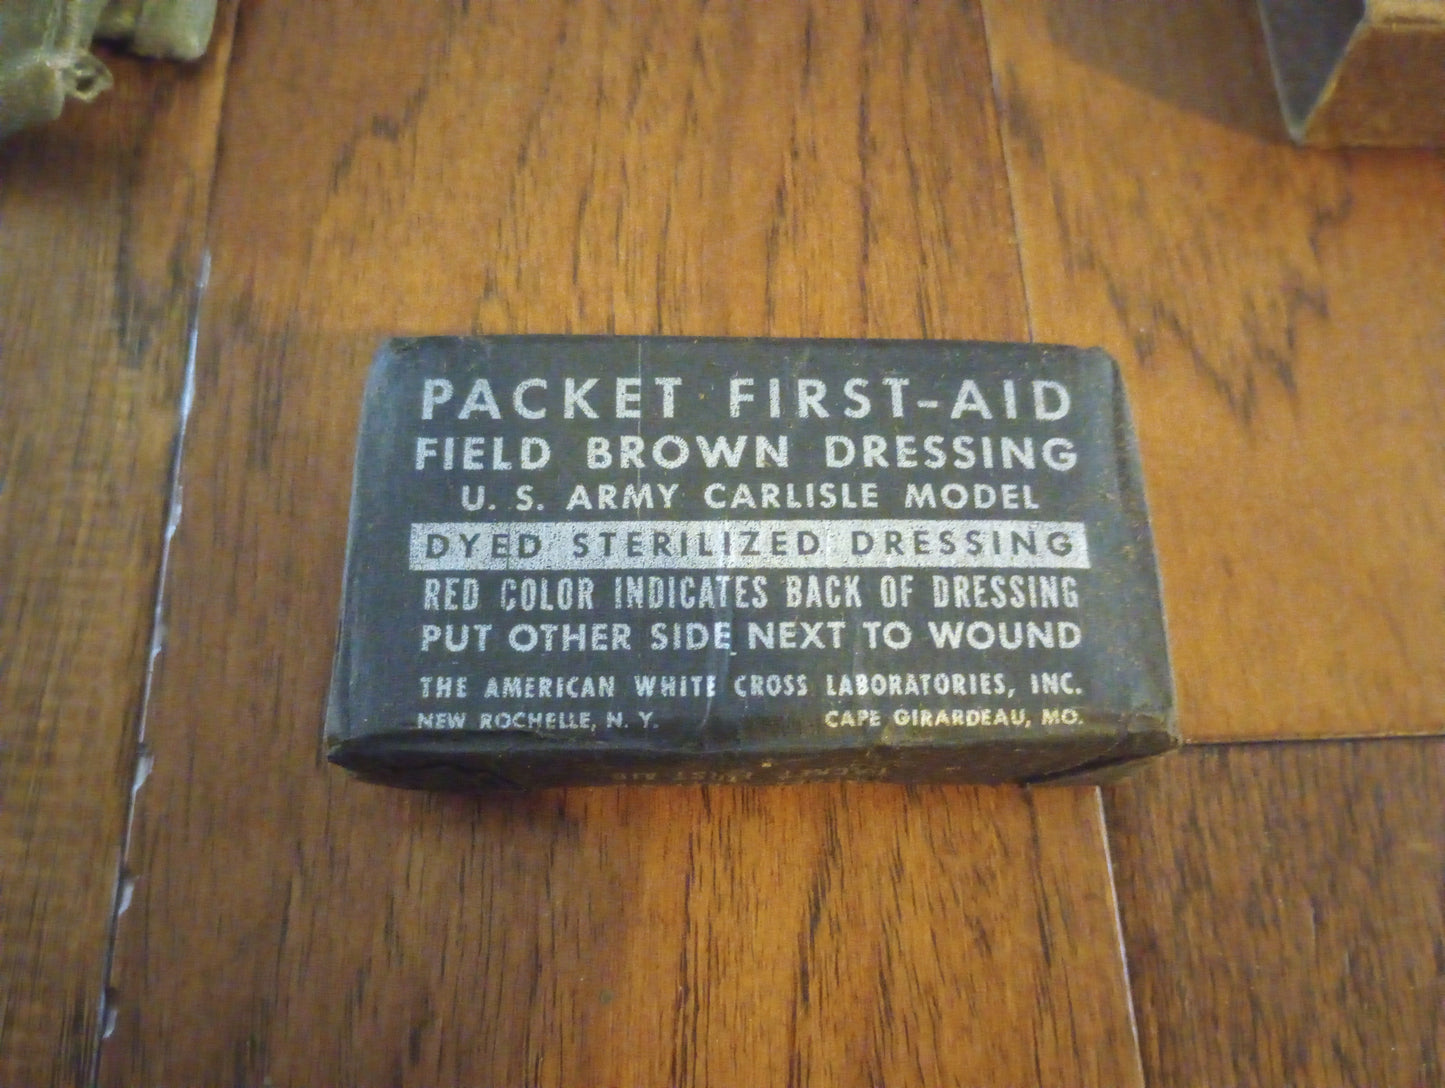 PACKET FIRST-AID
FIELD BROWN DRESSING
U. S. ARMY CARLISLE MODEL
DYED STERILIZED DRESSING
RED COLOR INDICATES BACK OF DRESSING
PUT OTHER SIDE NEXT TO WOUND
THE AMERICAN WHITE CROSS LABORATORIES, INC.
NEW ROCHELLE, N. Y. CAPE GIRARDEAU, MO.